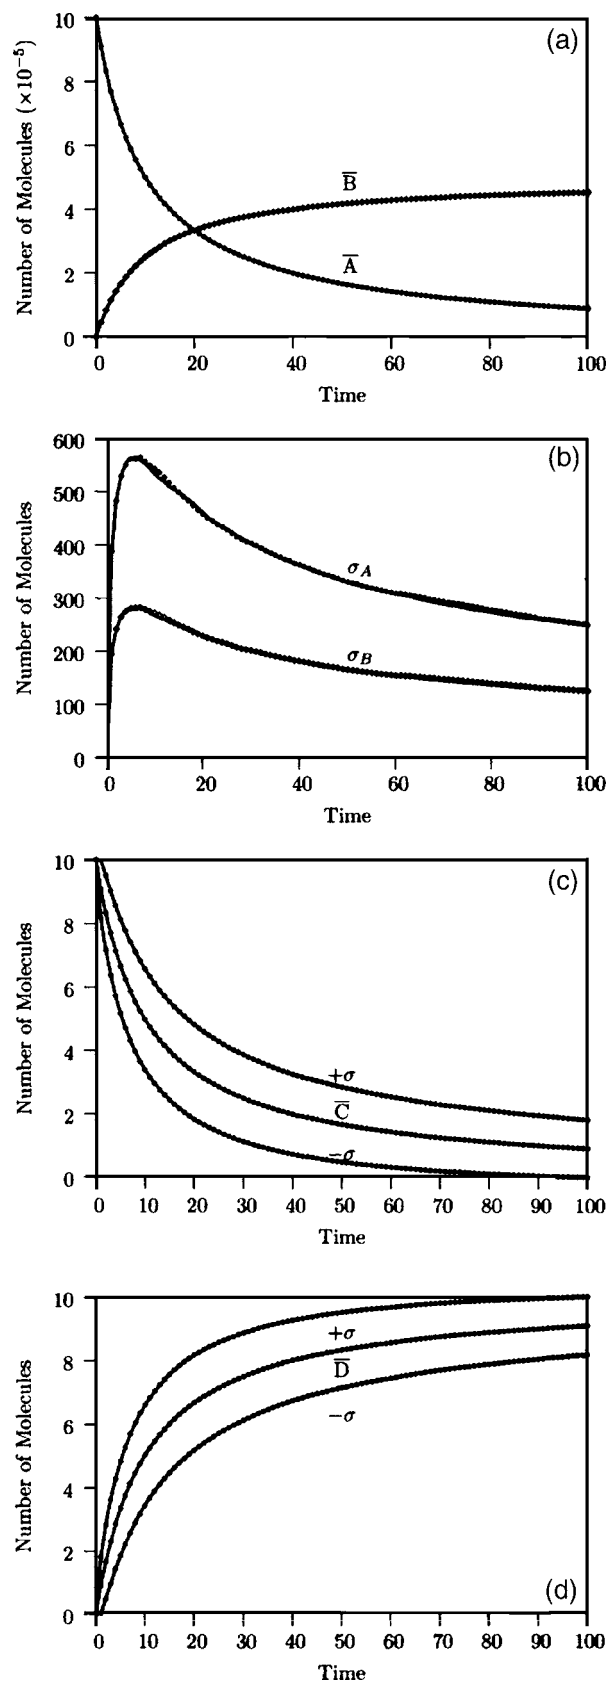 (a)
Number of Molecules (×10⁻⁵)
10
8
6
4
2
0
B̅
A̅
0 20 40 60 80 100
Time
(b)
Number of Molecules
600
500
400
300
200
100
0
σA
σB
0 20 40 60 80 100
Time
(c)
Number of Molecules
10
8
6
4
2
0
+σ
C̅
−σ
0 10 20 30 40 50 60 70 80 90 100
Time
Number of Molecules
10
8
6
4
2
0
+σ
D̅
−σ
(d)
0 10 20 30 40 50 60 70 80 90 100
Time